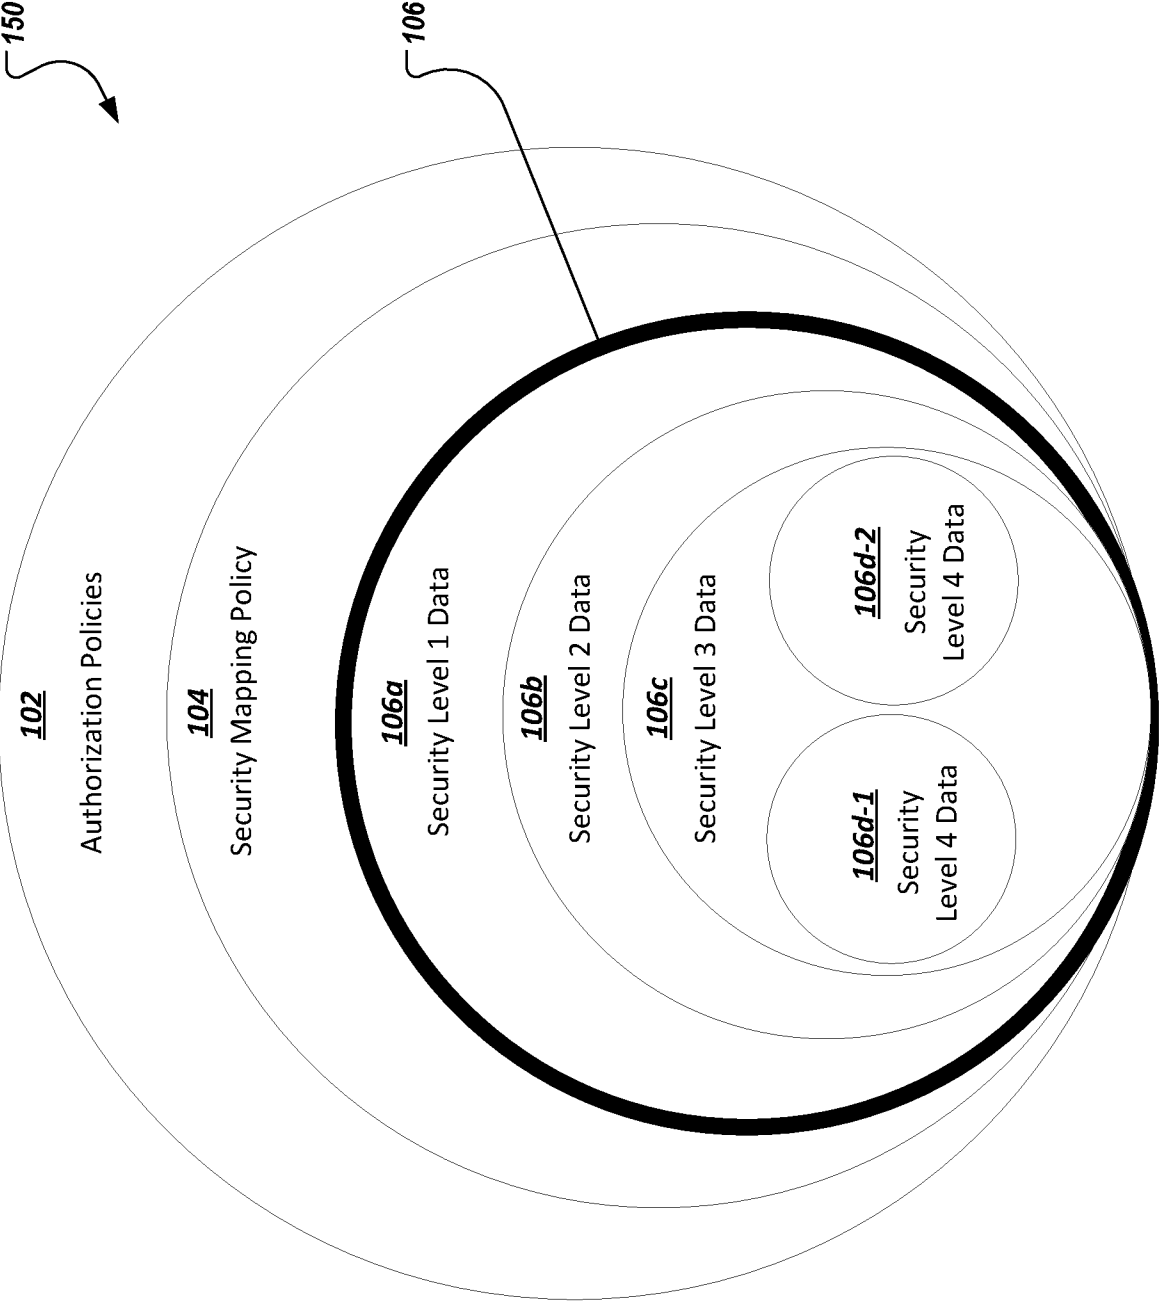 150
106
102
Authorization Policies
104
Security Mapping Policy
106a
Security Level 1 Data
106b
Security Level 2 Data
106c
Security Level 3 Data
106d-1
Security
Level 4 Data
106d-2
Security
Level 4 Data